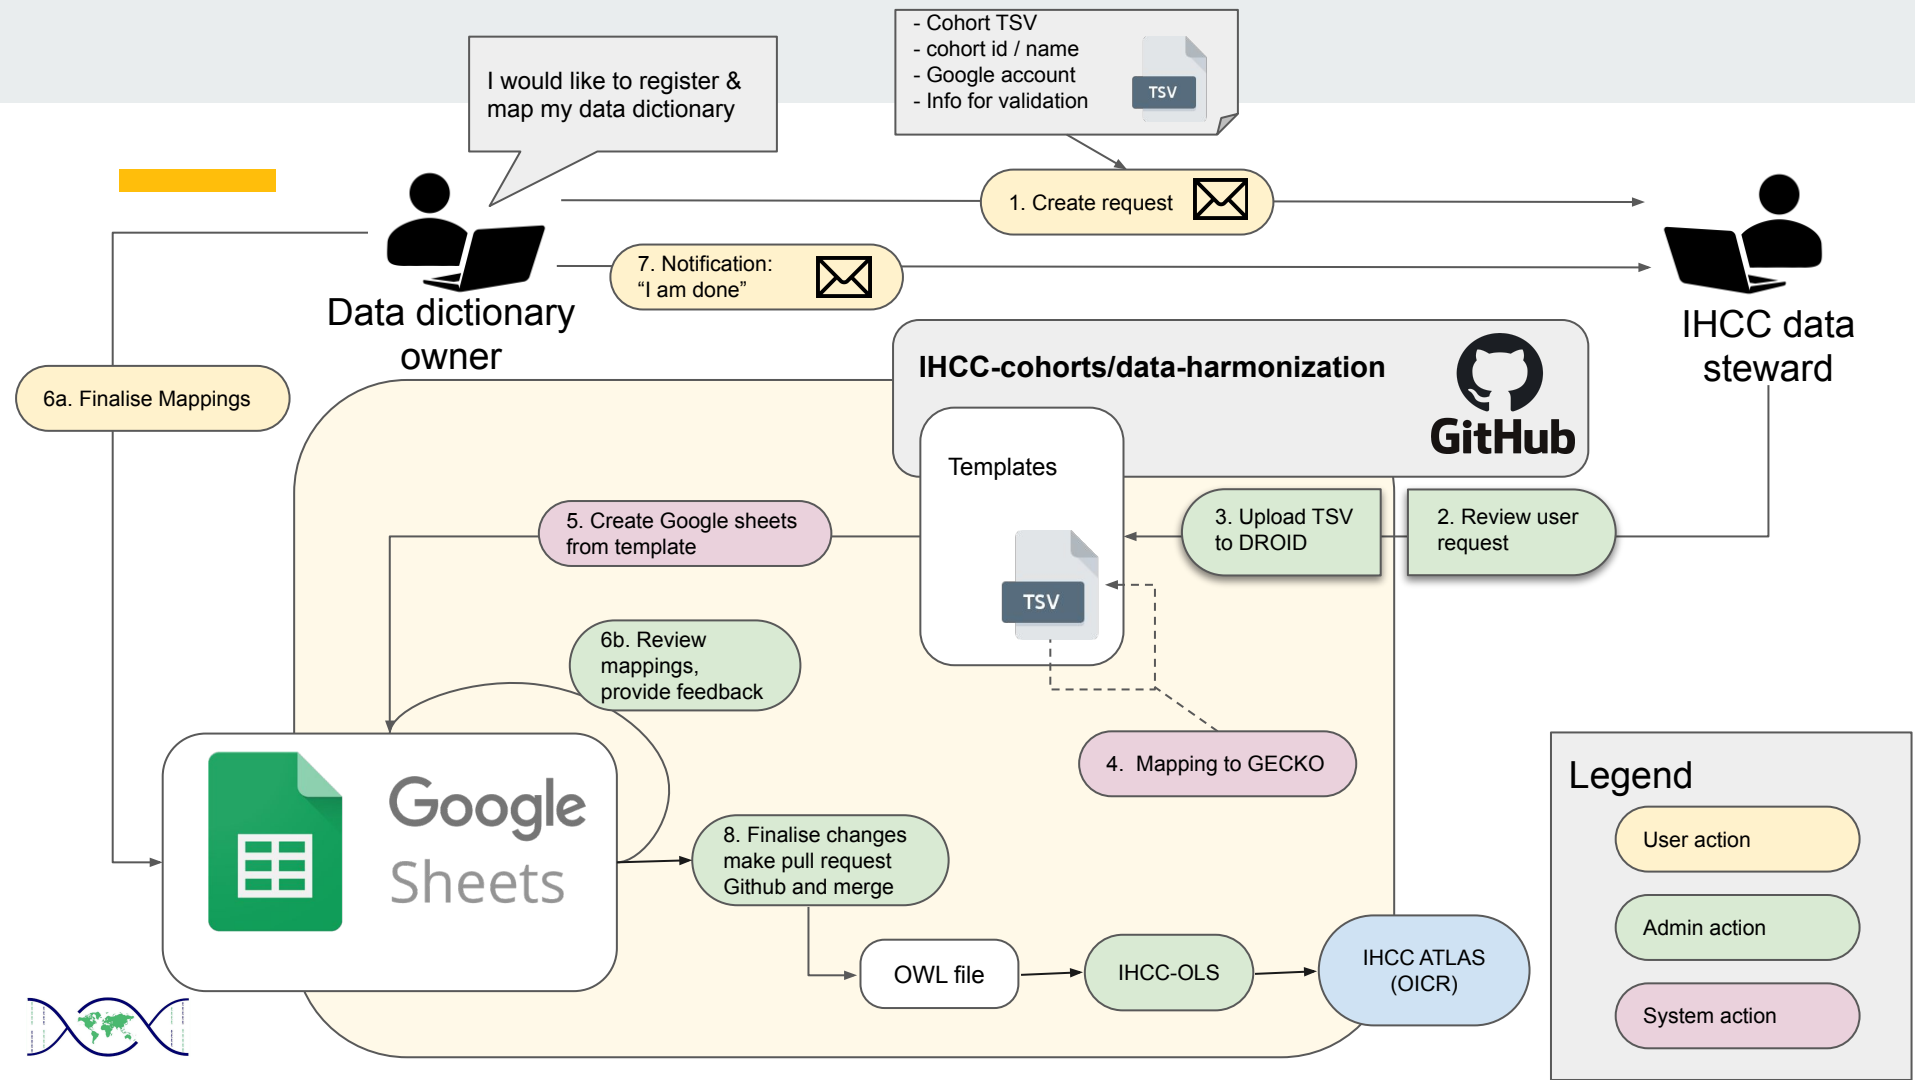 - Cohort TSV
- cohort id / name
- Google account
- Info for validation
TSV
I would like to register &
map my data dictionary
1. Create request
7. Notification:
“I am done”
Data dictionary
owner
IHCC data
steward
IHCC-cohorts/data-harmonization
GitHub
6a. Finalise Mappings
Templates
TSV
5. Create Google sheets
from template
3. Upload TSV
to DROID
2. Review user
request
6b. Review
mappings,
provide feedback
4. Mapping to GECKO
Google
Sheets
8. Finalise changes
make pull request
Github and merge
OWL file
IHCC-OLS
IHCC ATLAS
(OICR)
Legend
User action
Admin action
System action